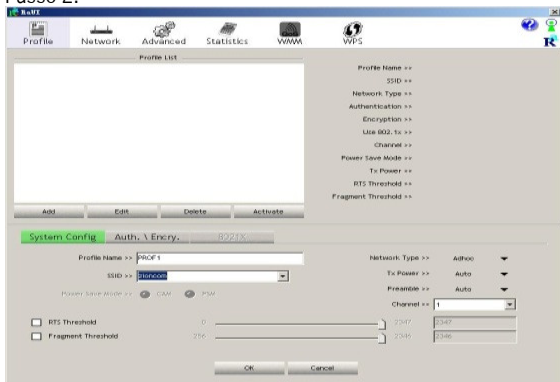 Passo 2:
RaUI
Profile Network Advanced Statistics WMM WPS
Profile List
Profile Name >>
SSID >>
Network Type >>
Authentication >>
Encryption >>
Use 802.1x >>
Channel >>
Power Save Mode >>
Tx Power >>
RTS Threshold >>
Fragment Threshold >>
Add Edit Delete Activate
System Config Auth. \ Encry. 8021X
Profile Name >> PROF1 Network Type >> Adhoc
SSID >> zioncom Tx Power >> Auto
Preamble >> Auto
Power Save Mode >> CAM PSM
Channel >> 1
RTS Threshold 0 2347 2347
Fragment Threshold 256 2346 2346
OK Cancel